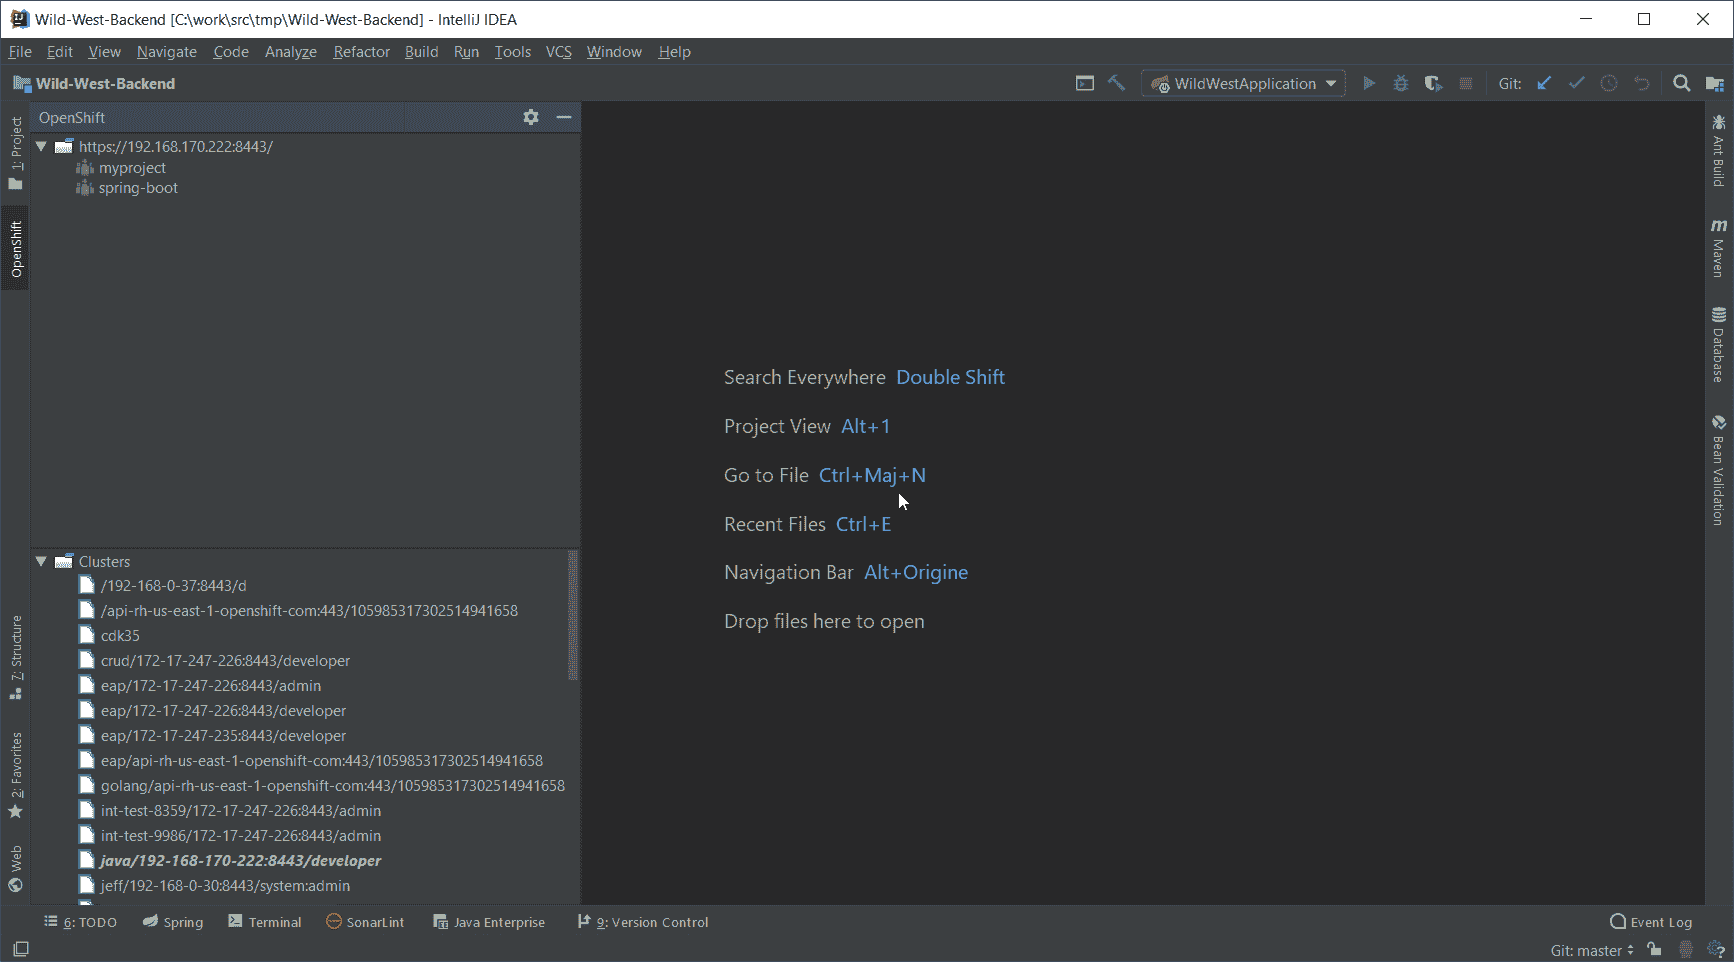 Wild-West-Backend [C:\work\src\tmp\Wild-West-Backend] - IntelliJ IDEA
File Edit View Navigate Code Analyze Refactor Build Run Tools VCS Window Help
Wild-West-Backend
WildWestApplication
Git:
OpenShift
1: Project
OpenShift
7: Structure
2: Favorites
Web
https://192.168.170.222:8443/
myproject
spring-boot
Clusters
/192-168-0-37:8443/d
/api-rh-us-east-1-openshift-com:443/105985317302514941658
cdk35
crud/172-17-247-226:8443/developer
eap/172-17-247-226:8443/admin
eap/172-17-247-226:8443/developer
eap/172-17-247-235:8443/developer
eap/api-rh-us-east-1-openshift-com:443/105985317302514941658
golang/api-rh-us-east-1-openshift-com:443/105985317302514941658
int-test-8359/172-17-247-226:8443/admin
int-test-9986/172-17-247-226:8443/admin
java/192-168-170-222:8443/developer
jeff/192-168-0-30:8443/system:admin
Search Everywhere Double Shift
Project View Alt+1
Go to File Ctrl+Maj+N
Recent Files Ctrl+E
Navigation Bar Alt+Origine
Drop files here to open
Ant Build
m Maven
Database
Bean Validation
6: TODO Spring Terminal SonarLint Java Enterprise 9: Version Control Event Log
Git: master